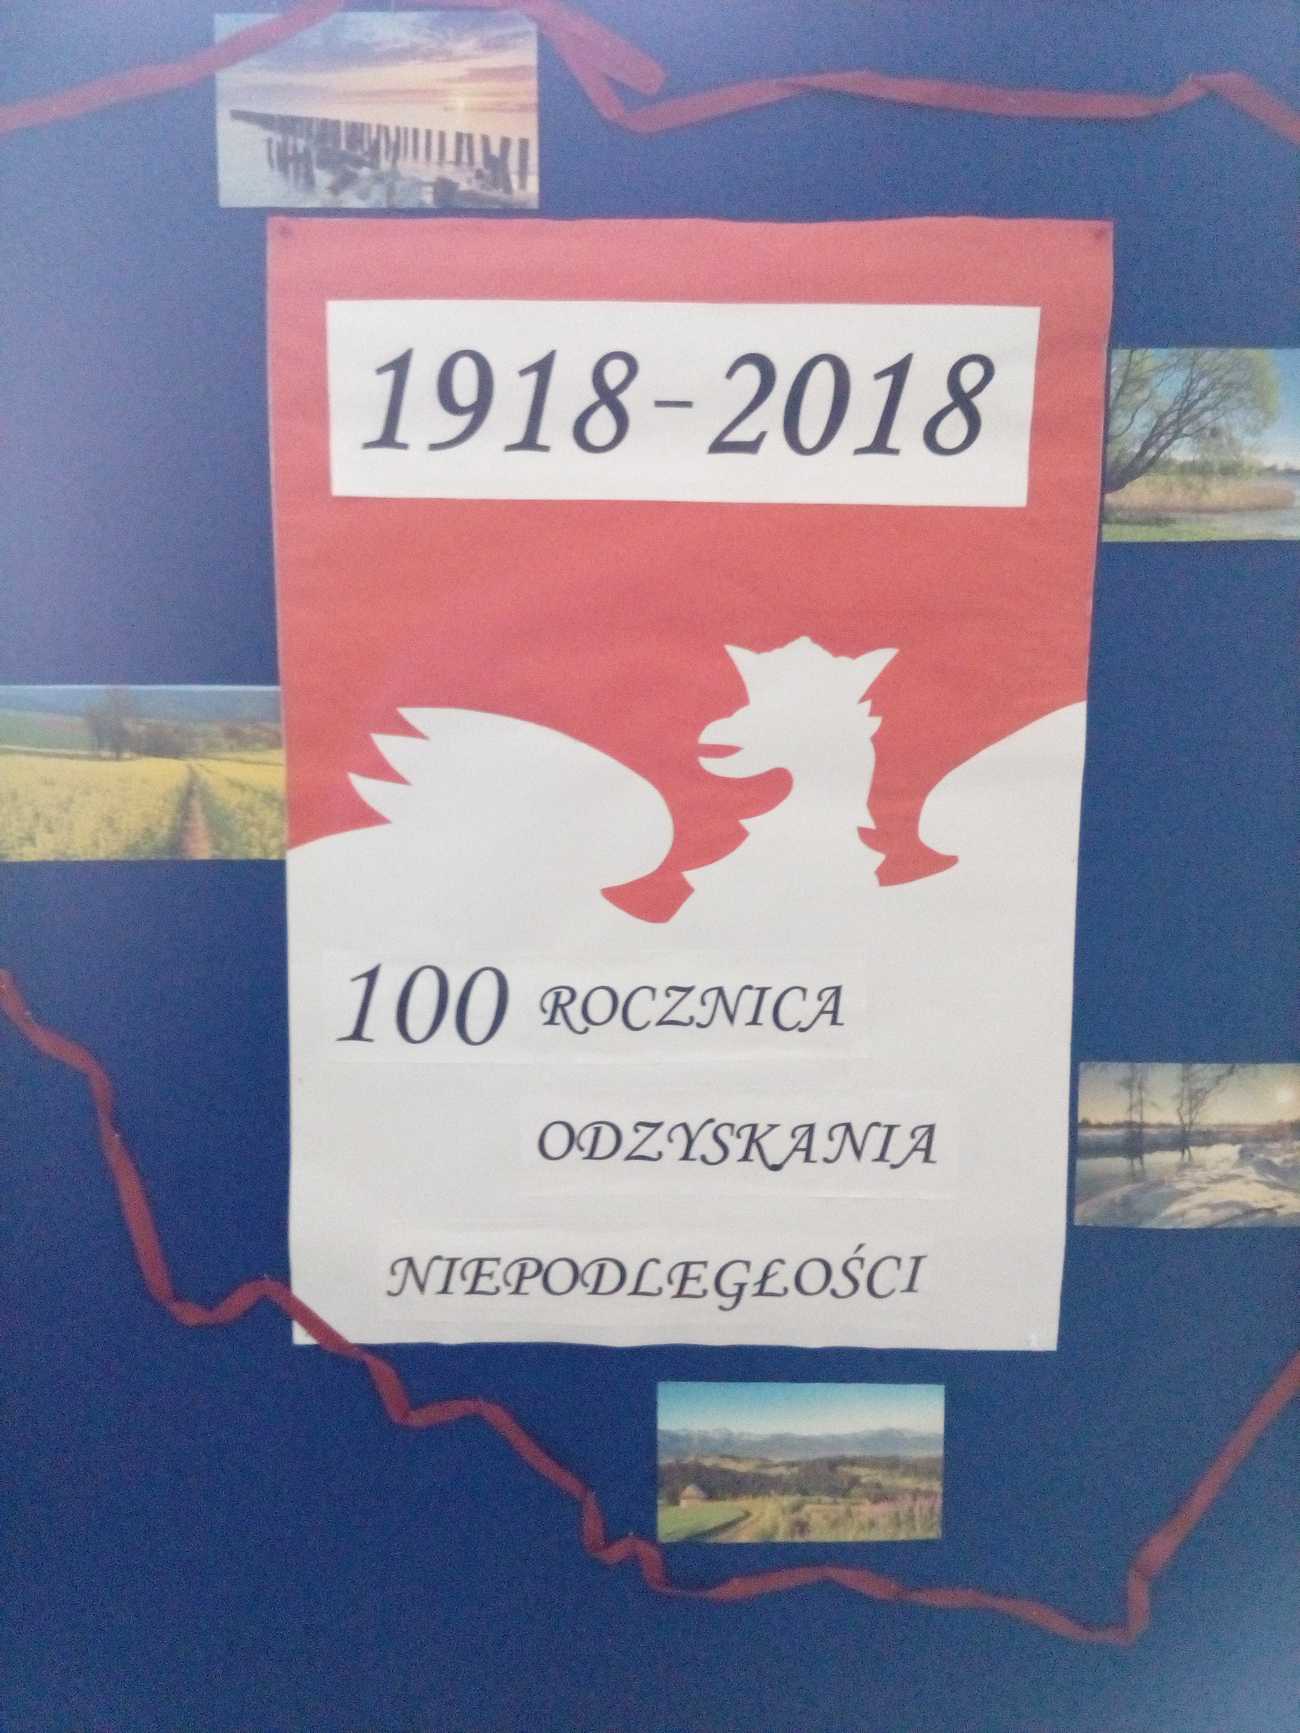 1918-2018
100 ROCZNICA
ODZYSKANIA
NIEPODLEGŁOŚCI